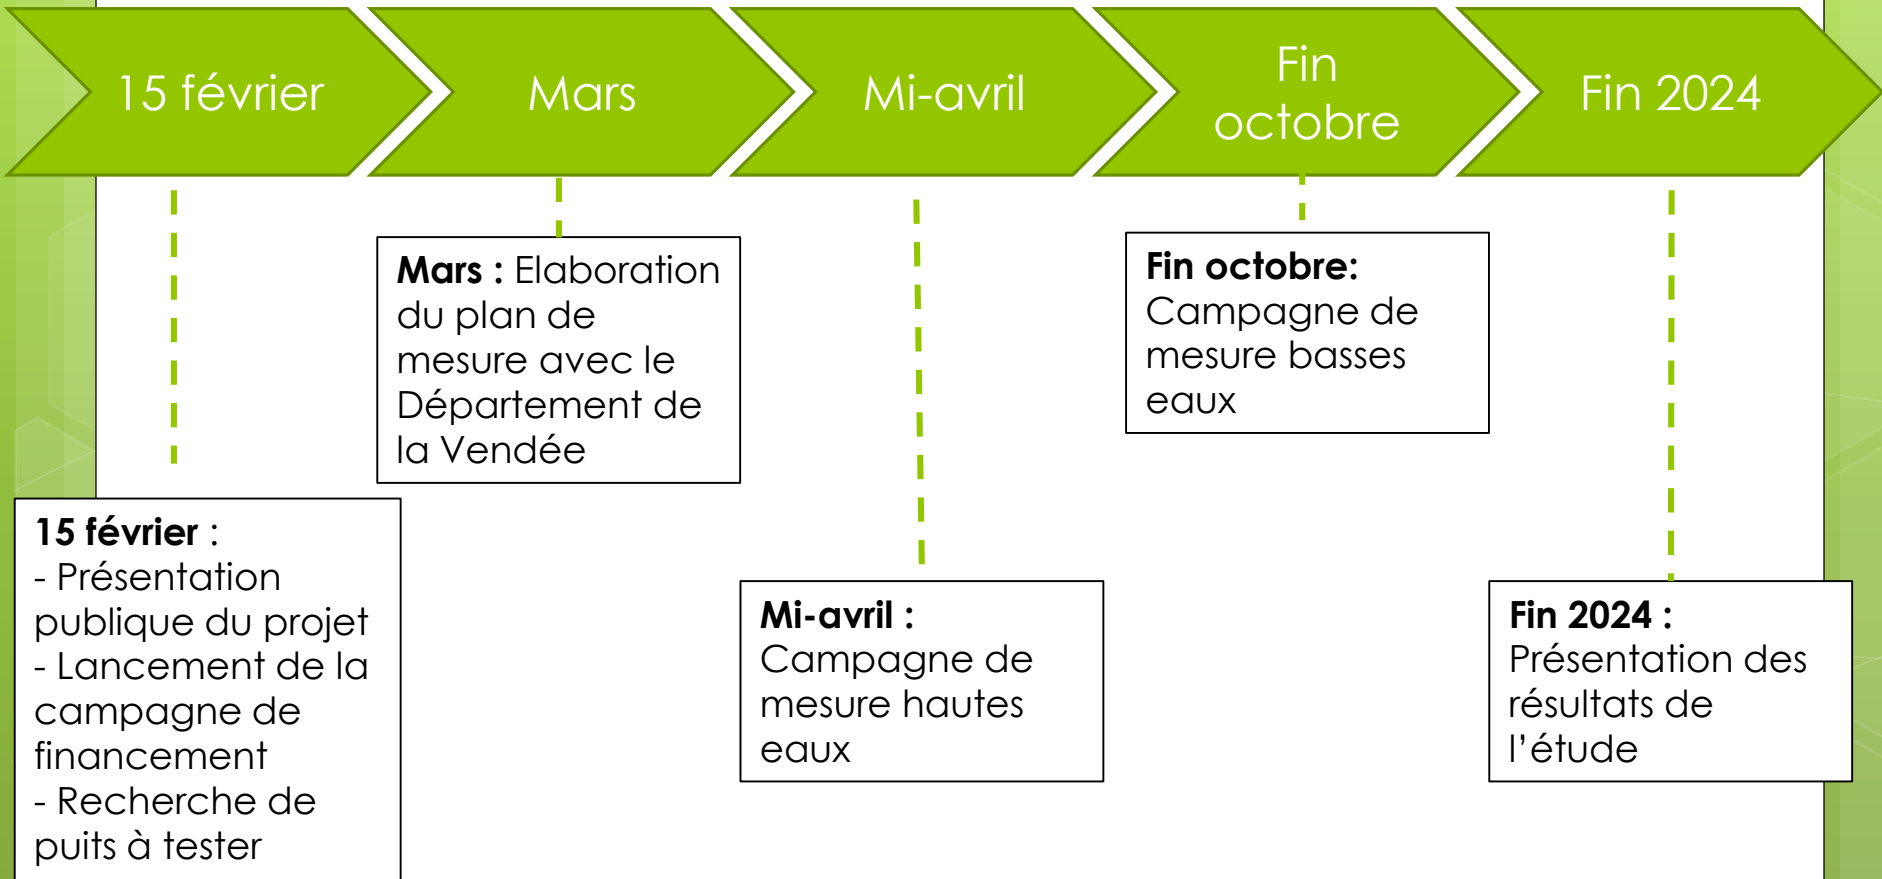 15 février
Mars
Mi-avril
Fin
octobre
Fin 2024
Mars : Elaboration
du plan de
mesure avec le
Département de
la Vendée
Fin octobre:
Campagne de
mesure basses
eaux
15 février :
- Présentation
publique du projet
- Lancement de la
campagne de
financement
- Recherche de
puits à tester
Mi-avril :
Campagne de
mesure hautes
eaux
Fin 2024 :
Présentation des
résultats de
l’étude